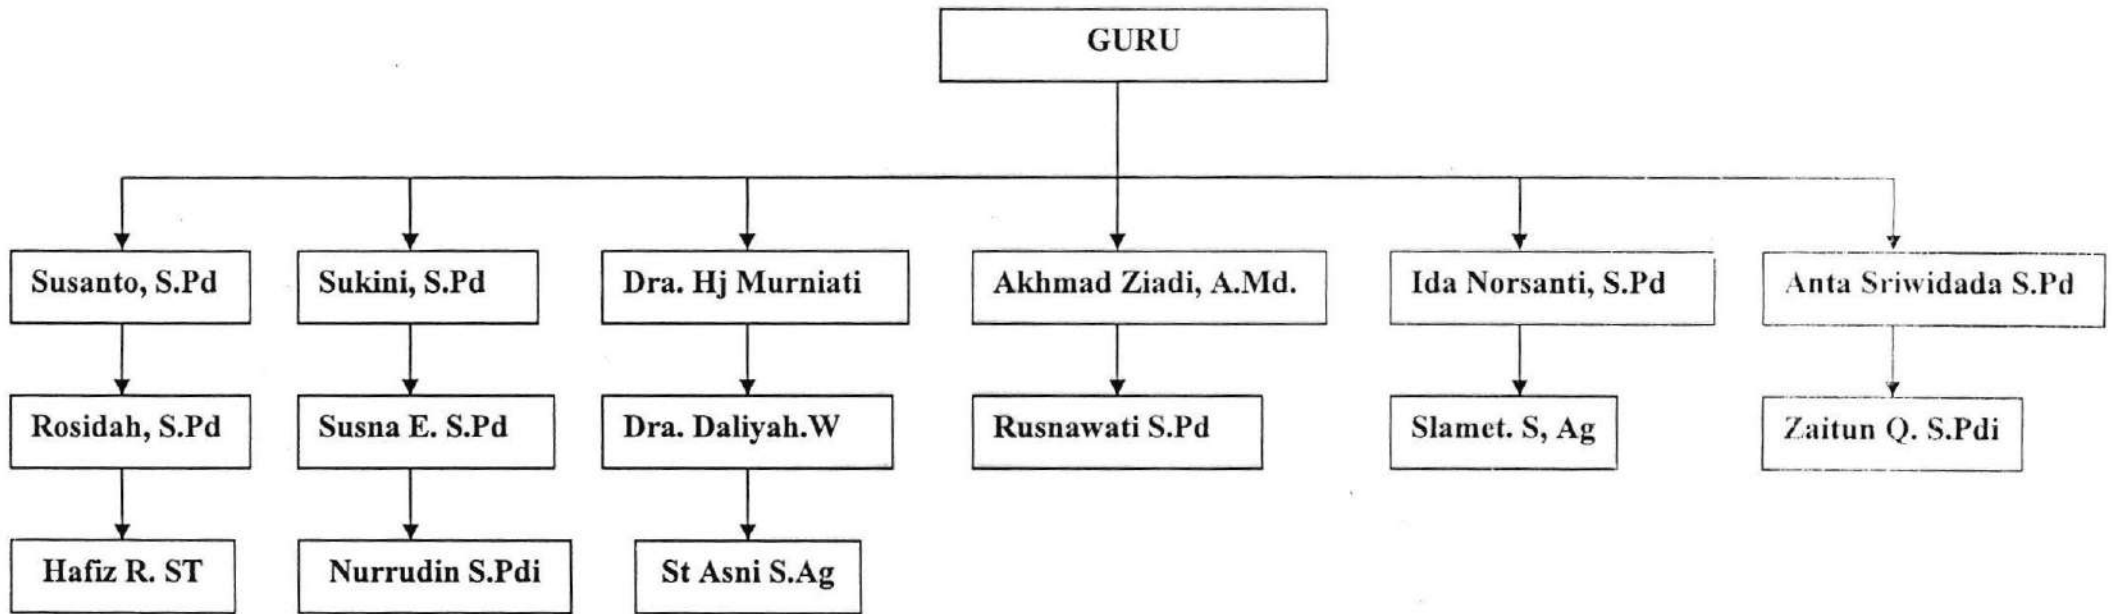 GURU
Susanto, S.Pd
Sukini, S.Pd
Dra. Hj Murniati
Akhmad Ziadi, A.Md.
Ida Norsanti, S.Pd
Anta Sriwidada S.Pd
Rosidah, S.Pd
Susna E. S.Pd
Dra. Daliyah.W
Rusnawati S.Pd
Slamet. S, Ag
Zaitun Q. S.Pdi
Hafiz R. ST
Nurrudin S.Pdi
St Asni S.Ag